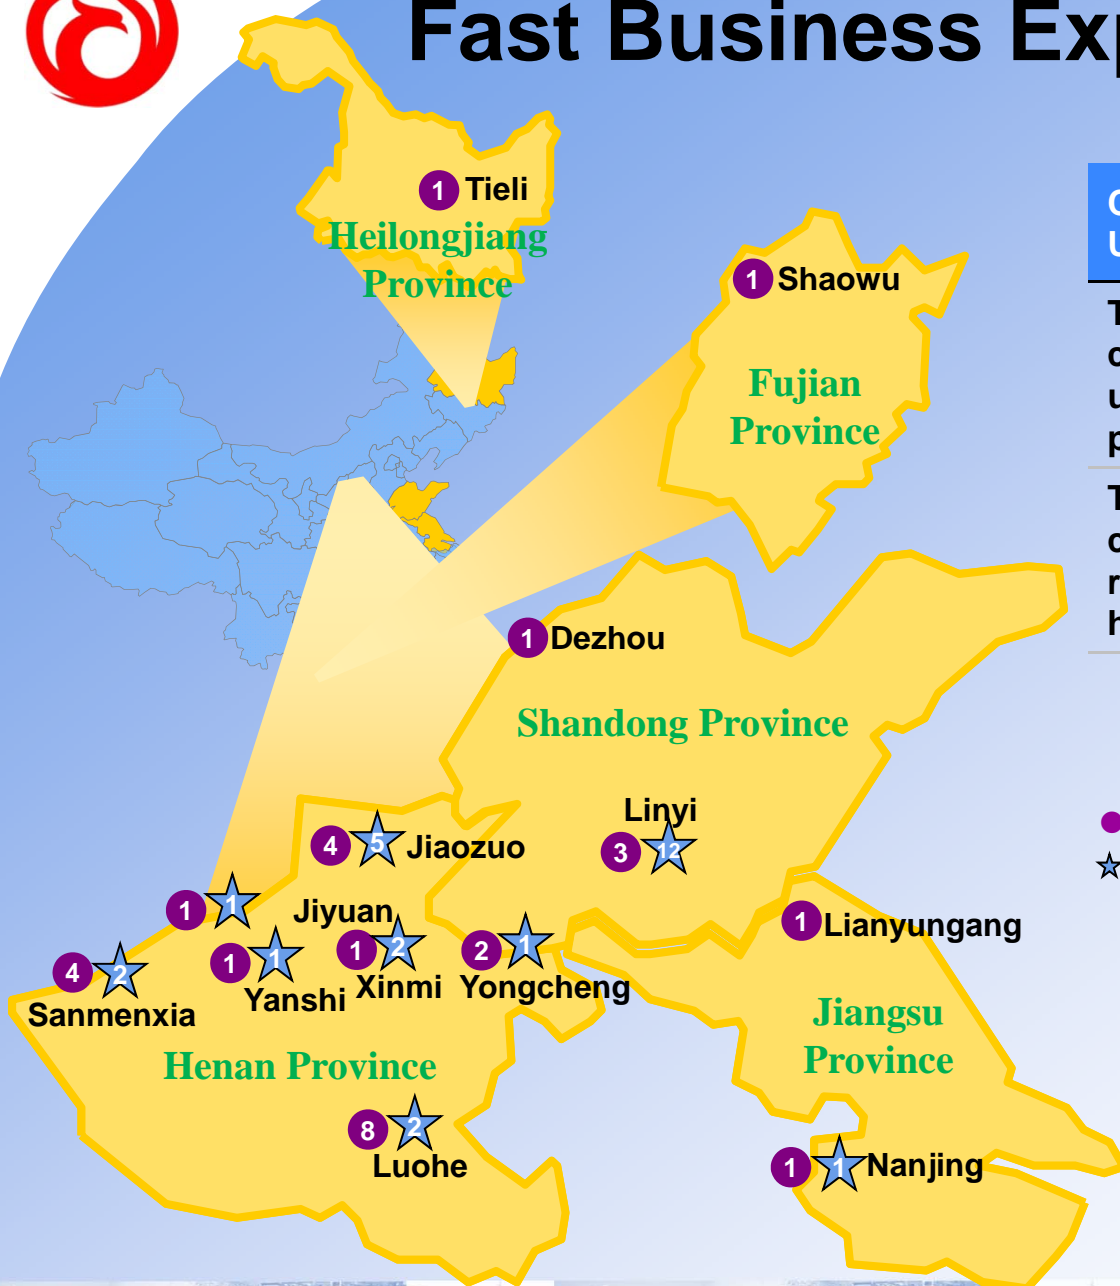 Fast Business Ex
1 Tieli
Heilongjiang
Province
1 Shaowu
Fujian
Province
1 Dezhou
Shandong Province
Linyi
3 12
4 5 Jiaozuo
1 1 Jiyuan
1 Lianyungang
4 2
Sanmenxia
1 1
Yanshi
1 2
Xinmi
2 1
Yongcheng
Jiangsu
Province
Henan Province
8 2
Luohe
1 1 Nanjing